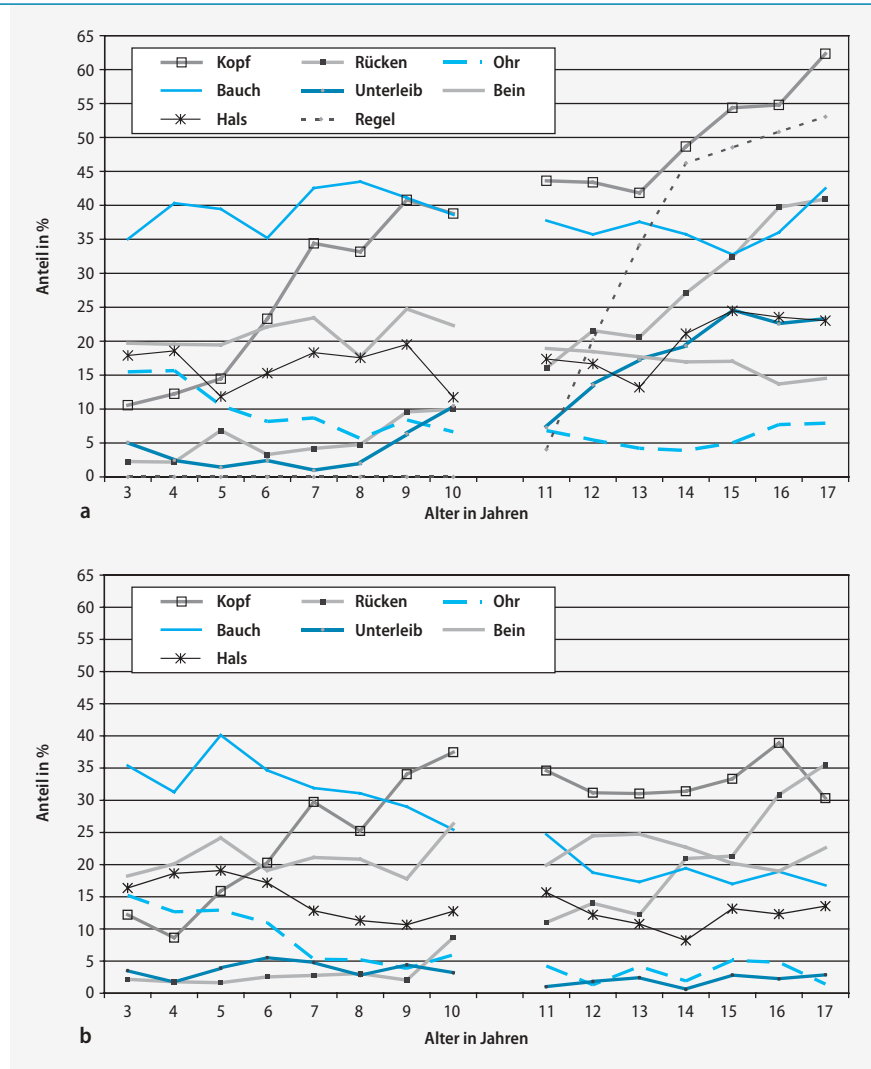 65
60
55
50
45
40
35
30
25
20
15
10
5
0
Anteil in %
Kopf Rücken Ohr
Bauch Unterleib Bein
Hals Regel
3 4 5 6 7 8 9 10 11 12 13 14 15 16 17
a
Alter in Jahren
65
60
55
50
45
40
35
30
25
20
15
10
5
0
Anteil in %
Kopf Rücken Ohr
Bauch Unterleib Bein
Hals
3 4 5 6 7 8 9 10 11 12 13 14 15 16 17
b
Alter in Jahren